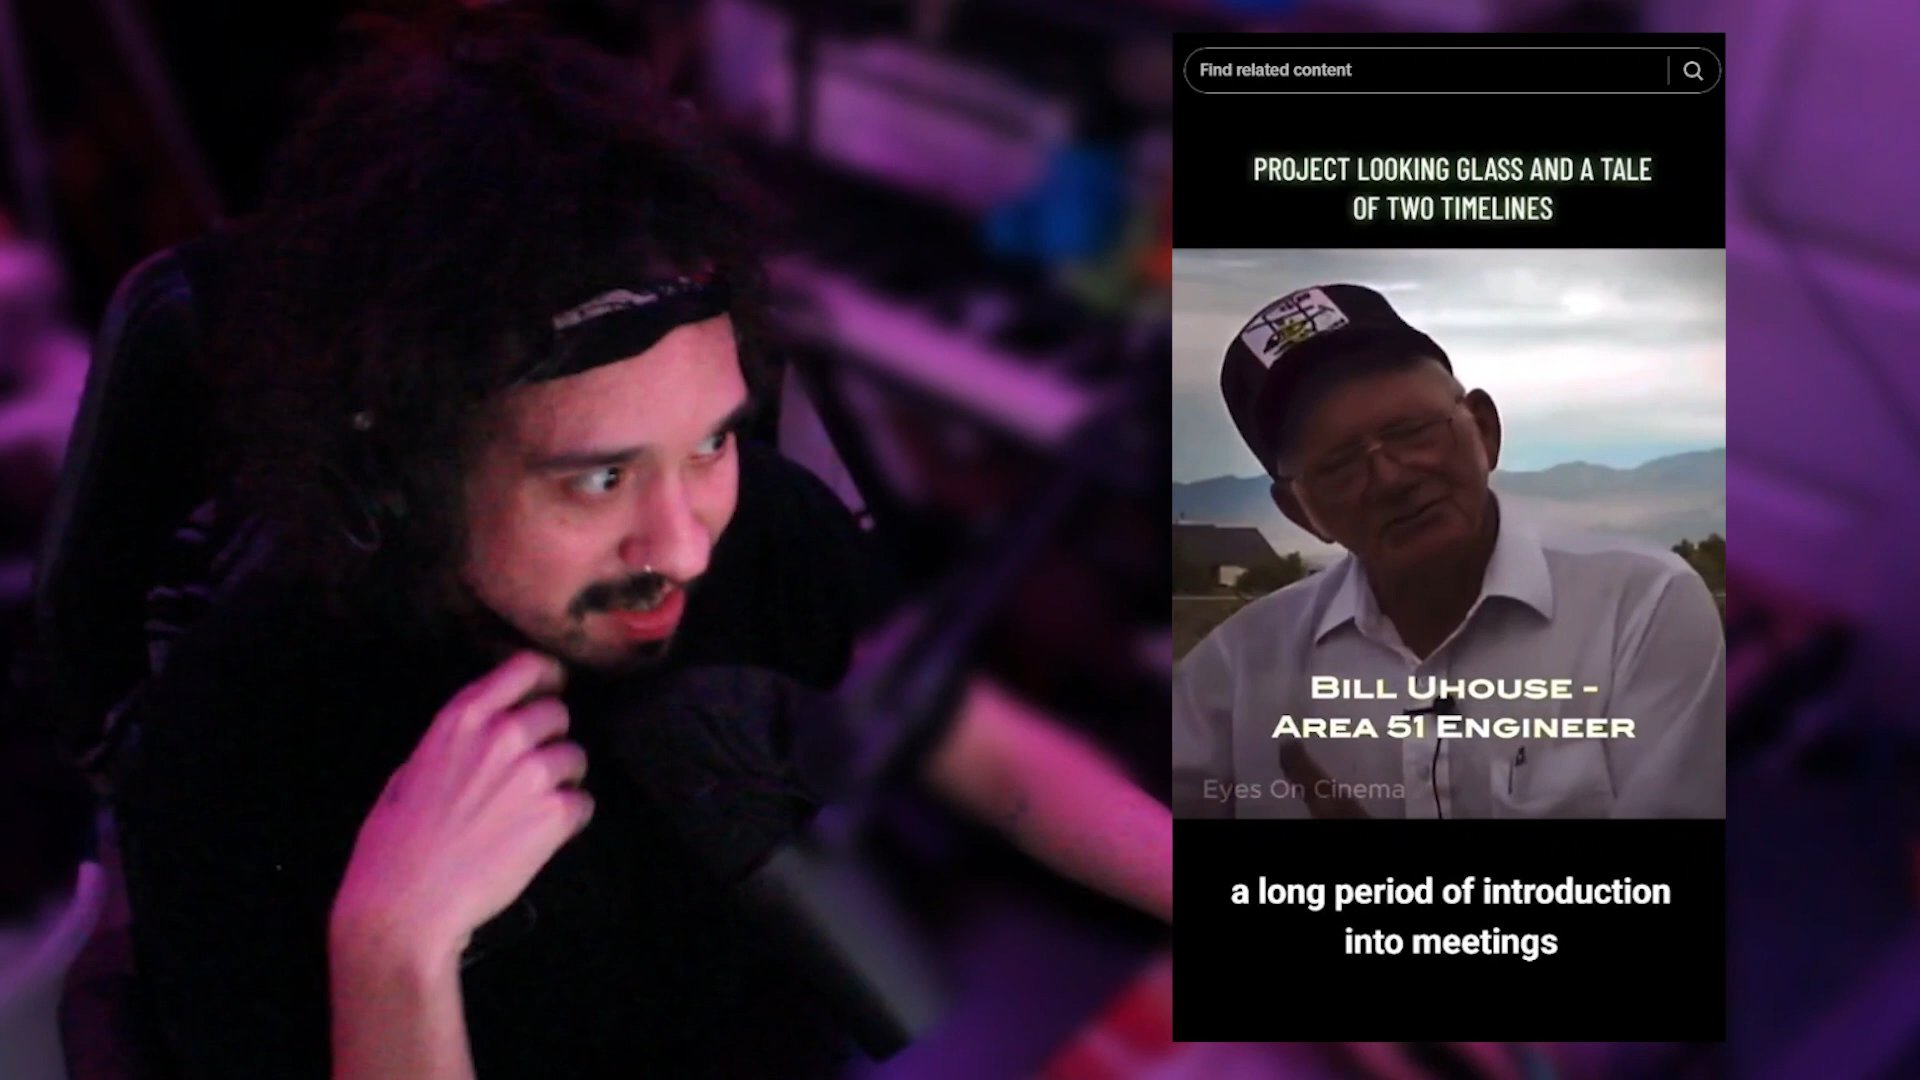 Find related content
PROJECT LOOKING GLASS AND A TALE
OF TWO TIMELINES
BILL UHOUSE -
AREA 51 ENGINEER
Eyes On Cinema
a long period of introduction
into meetings